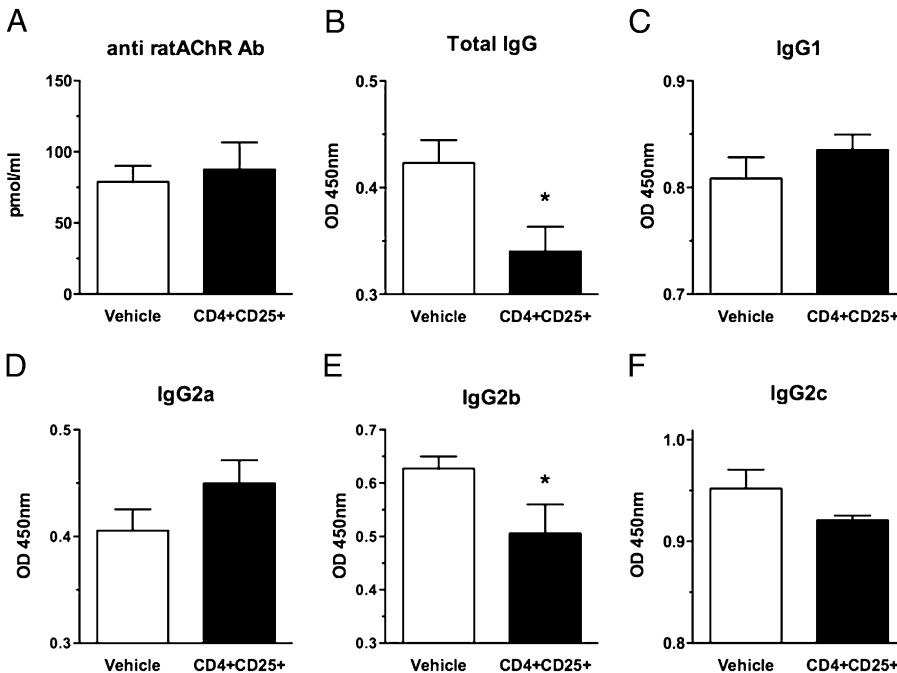 A
anti ratAChR Ab
150
100
50
0
pmol/ml
Vehicle CD4+CD25+
B
Total IgG
0.5
0.4
0.3
OD 450nm
*
Vehicle CD4+CD25+
C
IgG1
0.9
0.8
0.7
OD 450nm
Vehicle CD4+CD25+
D
IgG2a
0.5
0.4
0.3
OD 450nm
Vehicle CD4+CD25+
E
IgG2b
0.7
0.6
0.5
0.4
0.3
OD 450nm
*
Vehicle CD4+CD25+
F
IgG2c
1.0
0.9
0.8
OD 450nm
Vehicle CD4+CD25+